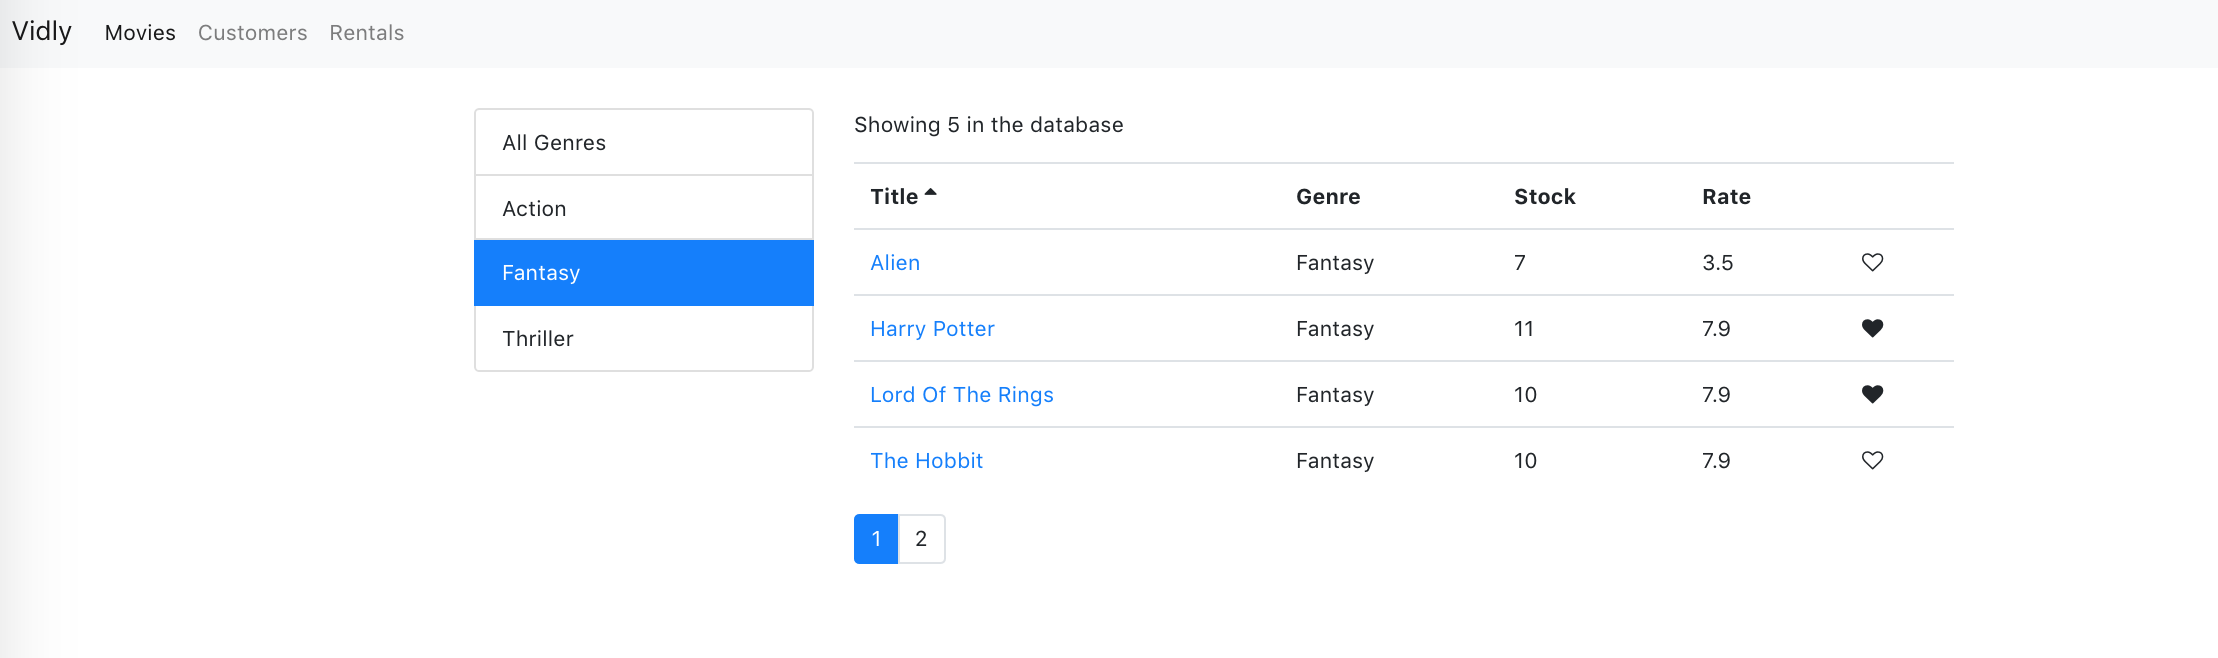 Vidly Movies Customers Rentals
All Genres
Action
Fantasy
Thriller
Showing 5 in the database
Title Genre Stock Rate
Alien Fantasy 7 3.5
Harry Potter Fantasy 11 7.9
Lord Of The Rings Fantasy 10 7.9
The Hobbit Fantasy 10 7.9
1 2